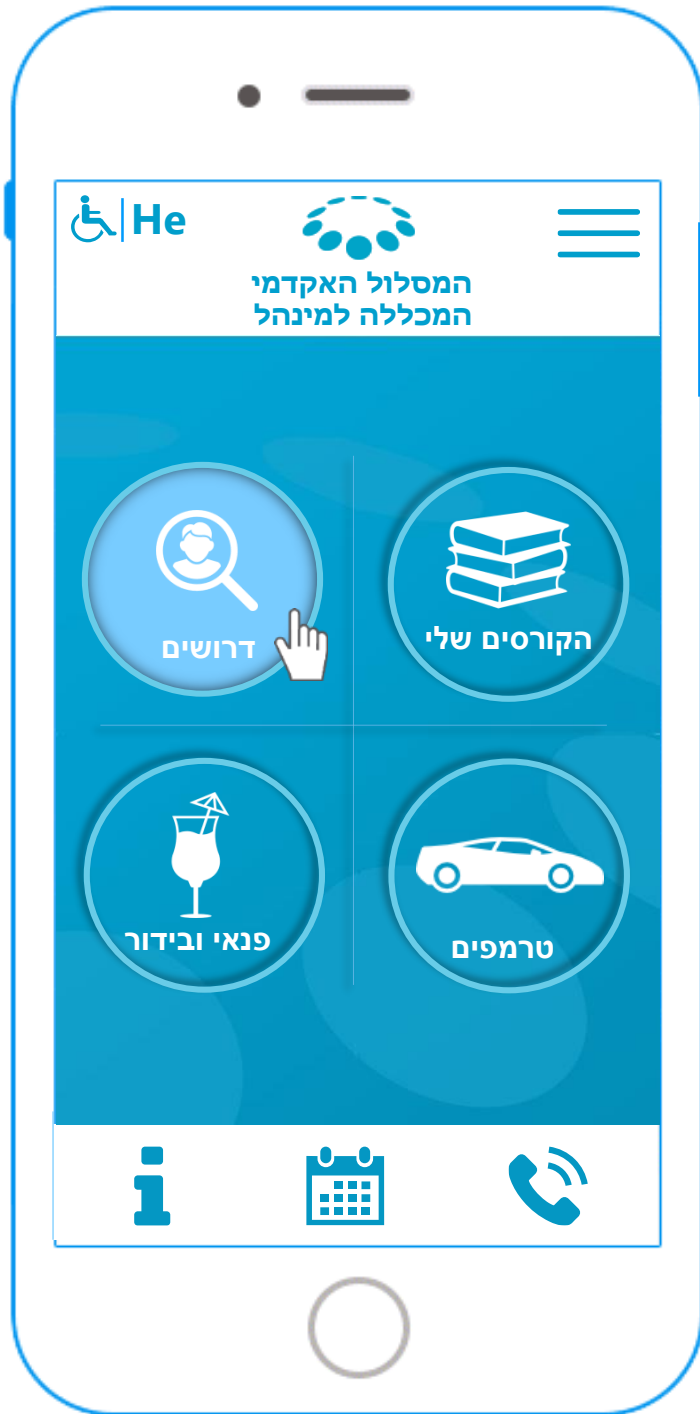 He
המסלול האקדמי
המכללה למינהל
הקורסים שלי
דרושים
טרמפים
פנאי ובידור